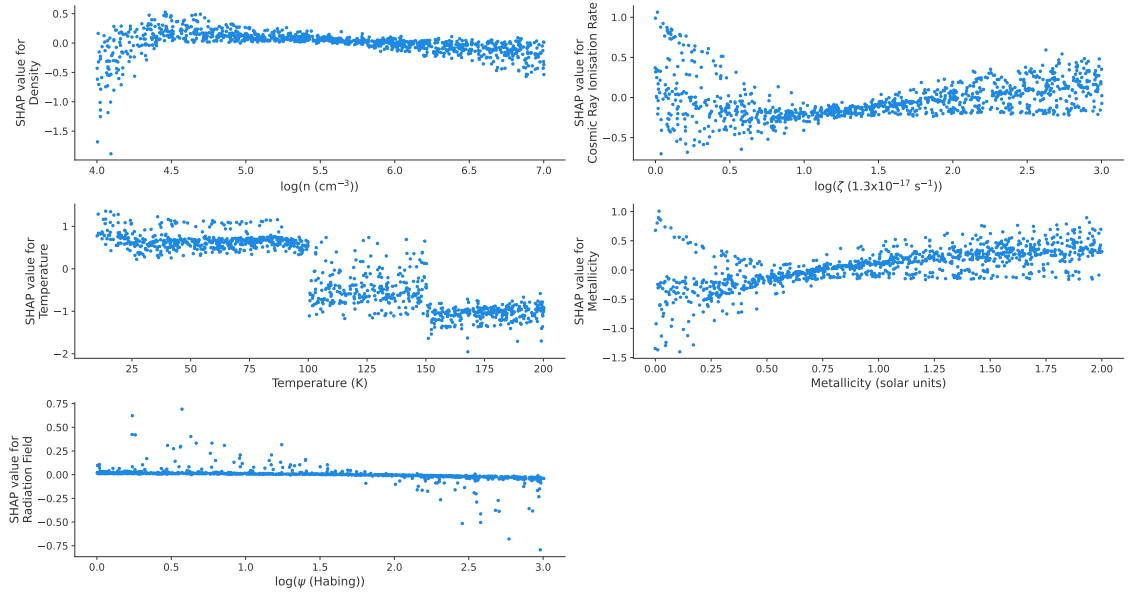 SHAP value for
Density
0.5
0.0
−0.5
−1.0
−1.5
4.0 4.5 5.0 5.5 6.0 6.5 7.0
log(n (cm⁻³))
SHAP value for
Cosmic Ray Ionisation Rate
1.0
0.5
0.0
−0.5
0.0 0.5 1.0 1.5 2.0 2.5 3.0
log(ζ (1.3x10⁻¹⁷ s⁻¹))
SHAP value for
Temperature
1
0
−1
−2
25 50 75 100 125 150 175 200
Temperature (K)
SHAP value for
Metallicity
1.0
0.5
0.0
−0.5
−1.0
−1.5
0.00 0.25 0.50 0.75 1.00 1.25 1.50 1.75 2.00
Metallicity (solar units)
SHAP value for
Radiation Field
0.75
0.50
0.25
0.00
−0.25
−0.50
−0.75
0.0 0.5 1.0 1.5 2.0 2.5 3.0
log(ψ (Habing))